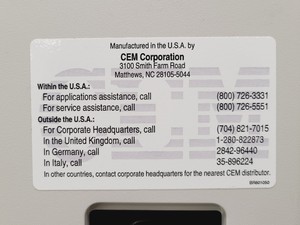 Manufactured in the U.S.A. by
CEM Corporation
3100 Smith Farm Road
Matthews, NC 28105-5044
Within the U.S.A.:
For applications assistance, call (800) 726-3331
For service assistance, call (800) 726-5551
Outside the U.S.A.:
For Corporate Headquarters, call (704) 821-7015
In the United Kingdom, call 1-280-822873
In Germany, call 2842-96440
In Italy, call 35-896224
In other countries, contact corporate headquarters for the nearest CEM distributor.